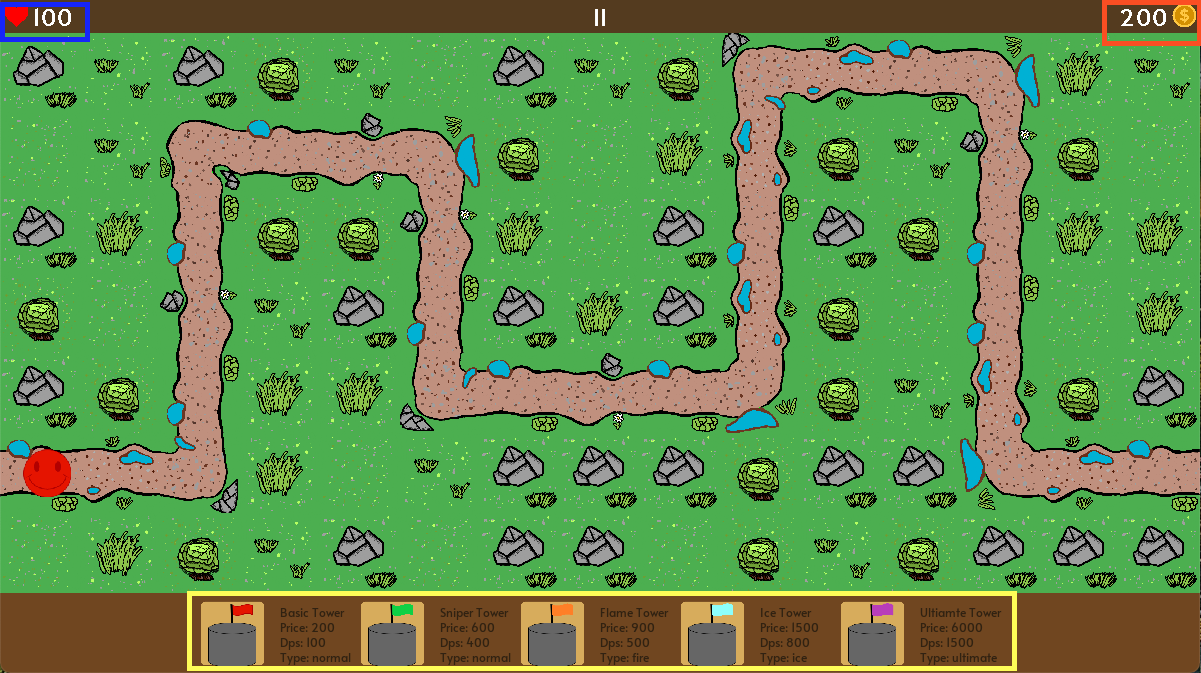 100
200
Basic Tower
Price: 200
Dps: 100
Type: normal
Sniper Tower
Price: 600
Dps: 400
Type: normal
Flame Tower
Price: 900
Dps: 500
Type: fire
Ice Tower
Price: 1500
Dps: 800
Type: ice
Ultiamte Tower
Price: 6000
Dps: 1500
Type: ultimate